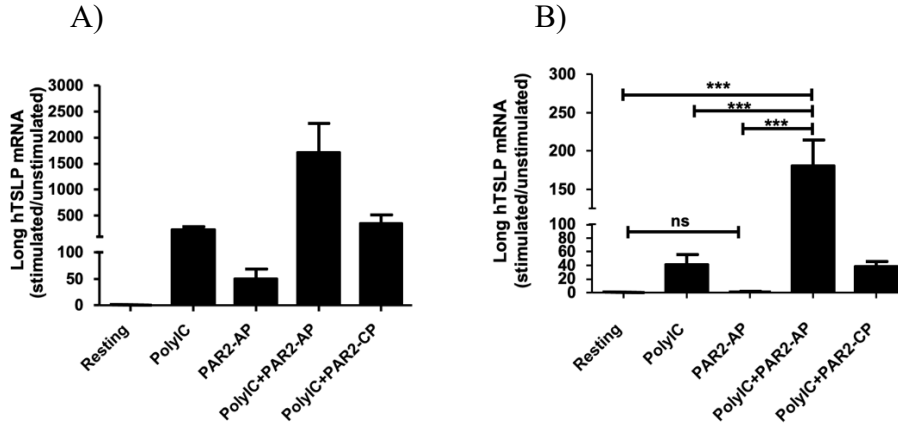 A)
Long hTSLP mRNA
(stimulated/unstimulated)
3000
2500
2000
1500
1000
500
100
50
0
Resting
PolyIC
PAR2-AP
PolyIC+PAR2-AP
PolyIC+PAR2-CP
B)
Long hTSLP mRNA
(stimulated/unstimulated)
300
250
200
150
100
80
60
40
20
0
***
***
***
ns
Resting
PolyIC
PAR2-AP
PolyIC+PAR2-AP
PolyIC+PAR2-CP